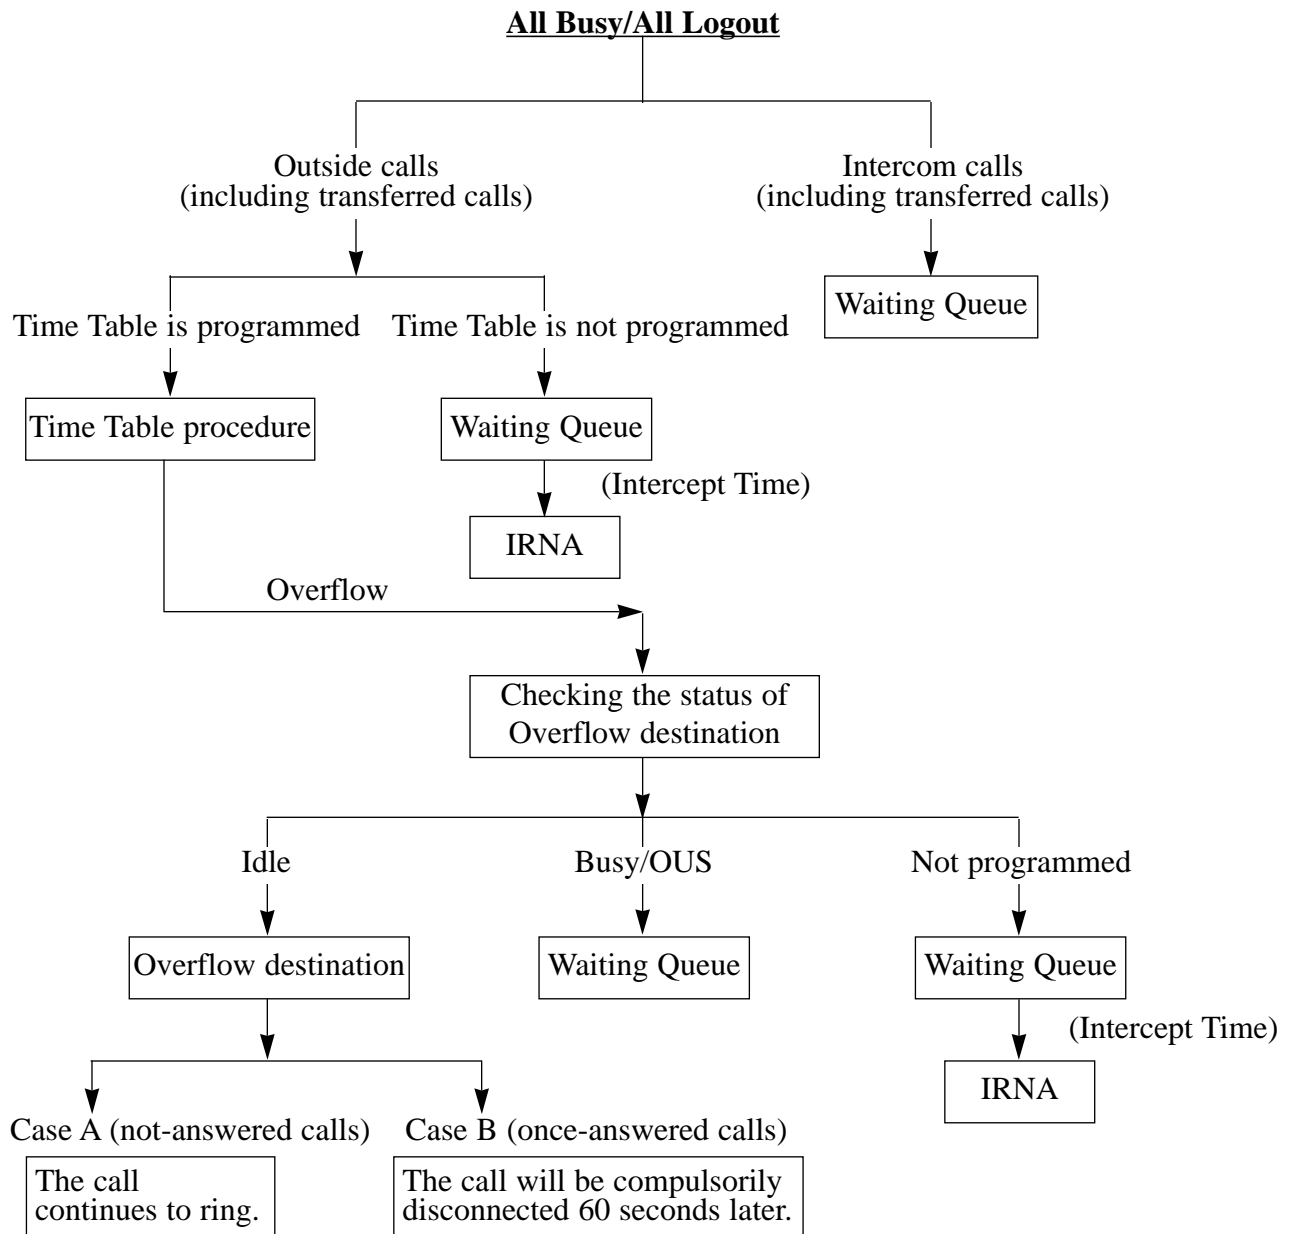 All Busy/All Logout
Outside calls
(including transferred calls)
Intercom calls
(including transferred calls)
Waiting Queue
Time Table is programmed
Time Table is not programmed
Time Table procedure
Waiting Queue
(Intercept Time)
IRNA
Overflow
Checking the status of
Overflow destination
Idle
Busy/OUS
Not programmed
Overflow destination
Waiting Queue
Waiting Queue
(Intercept Time)
IRNA
Case A (not-answered calls)
Case B (once-answered calls)
The call
continues to ring.
The call will be compulsorily
disconnected 60 seconds later.